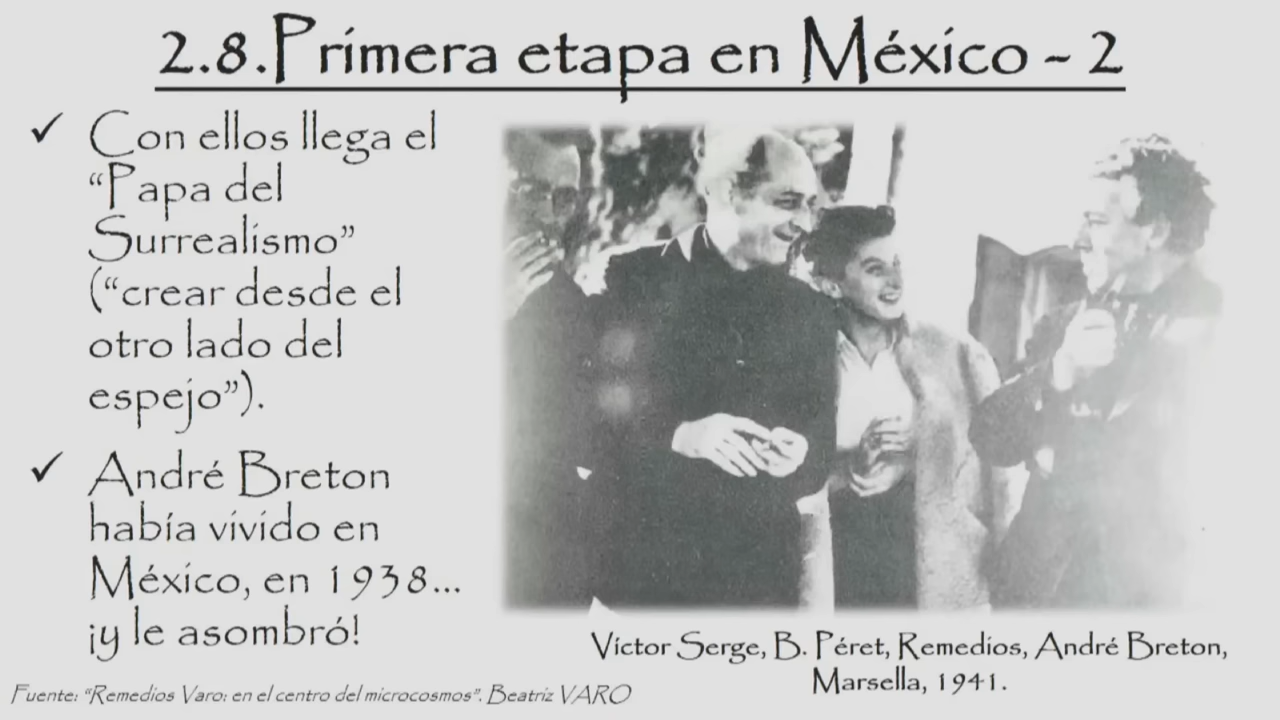 2.8.Primera etapa en México - 2
✓ Con ellos llega el
“Papa del
Surrealismo”
(“crear desde el
otro lado del
espejo”).
✓ André Breton
había vivido en
México, en 1938...
¡y le asombró!
Víctor Serge, B. Péret, Remedios, André Breton,
Marsella, 1941.
Fuente: “Remedios Varo: en el centro del microcosmos”. Beatriz VARO